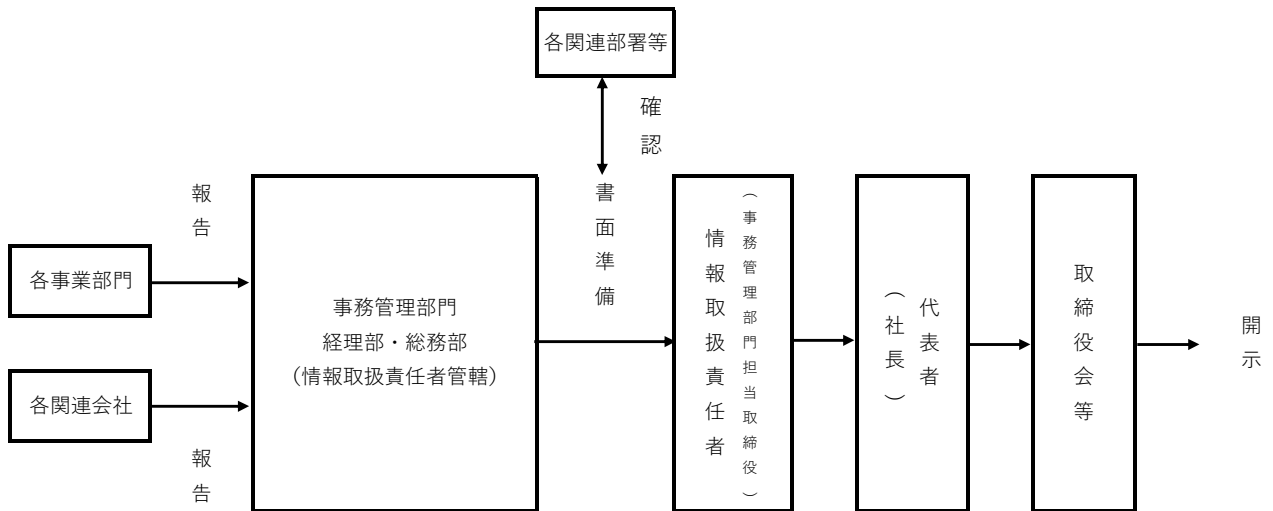 各関連部署等
確認
報告
書面準備
各事業部門
事務管理部門
経理部・総務部
（情報取扱責任者管轄）
各関連会社
報告
情報取扱責任者
（事務管理部門担当取締役）
代表者
（社長）
取締役会等
開示